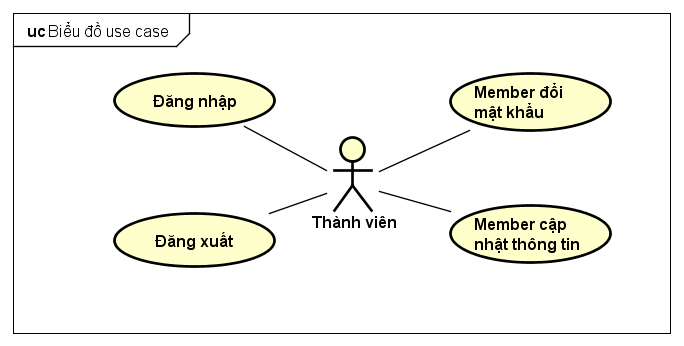 uc Biểu đồ use case
Đăng nhập
Member đổi
mật khẩu
Thành viên
Đăng xuất
Member cập
nhật thông tin